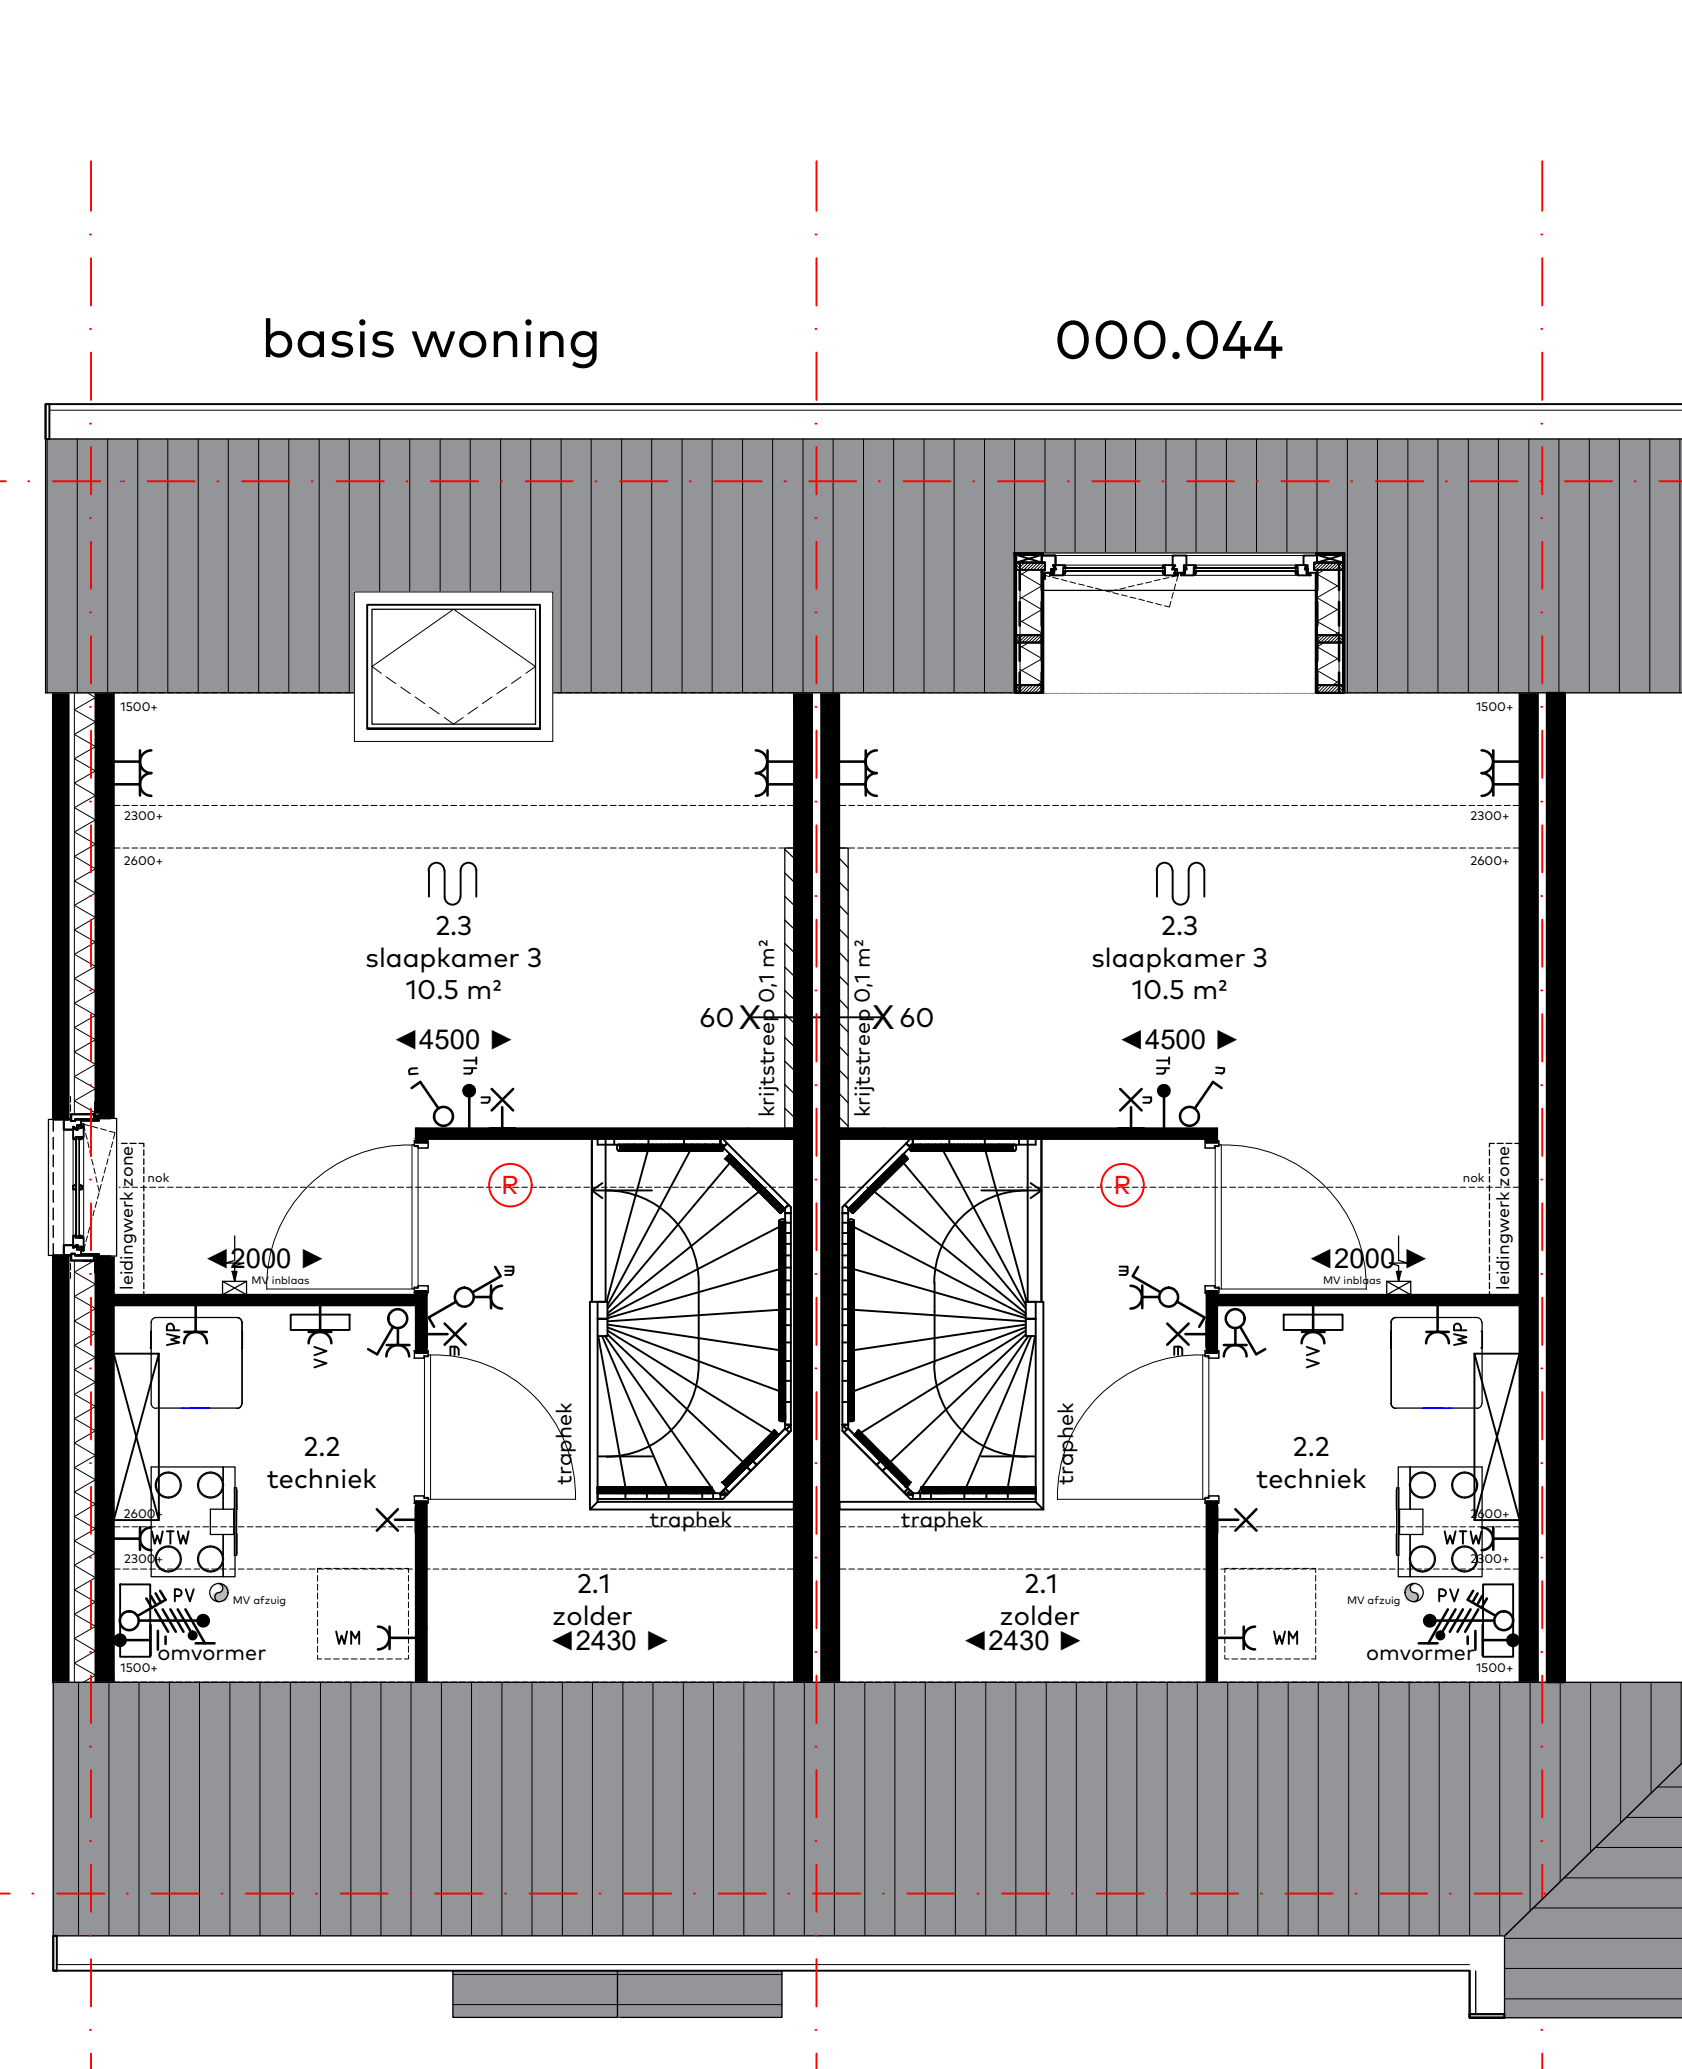 basis woning
000.044
1500+
1500+
2300+
2300+
2600+
2600+
2.3
slaapkamer 3
10.5 m²
4500
2.3
slaapkamer 3
10.5 m²
4500
krijtstreep 0,1 m²
krijtstreep 0,1 m²
60
60
n
Th
n
n
Th
n
R
R
nok
nok
leidingwerk zone
leidingwerk zone
2000
MV inblaas
2000
MV inblaas
m
m
m
m
WP
VV
VV
WP
traphek
traphek
2.2
techniek
2.2
techniek
traphek
traphek
2600+
2600+
WTW
WTW
2300+
2300+
PV
MV afzuig
MV afzuig
PV
2.1
zolder
2430
2.1
zolder
2430
WM
WM
omvormer
omvormer
1500+
1500+